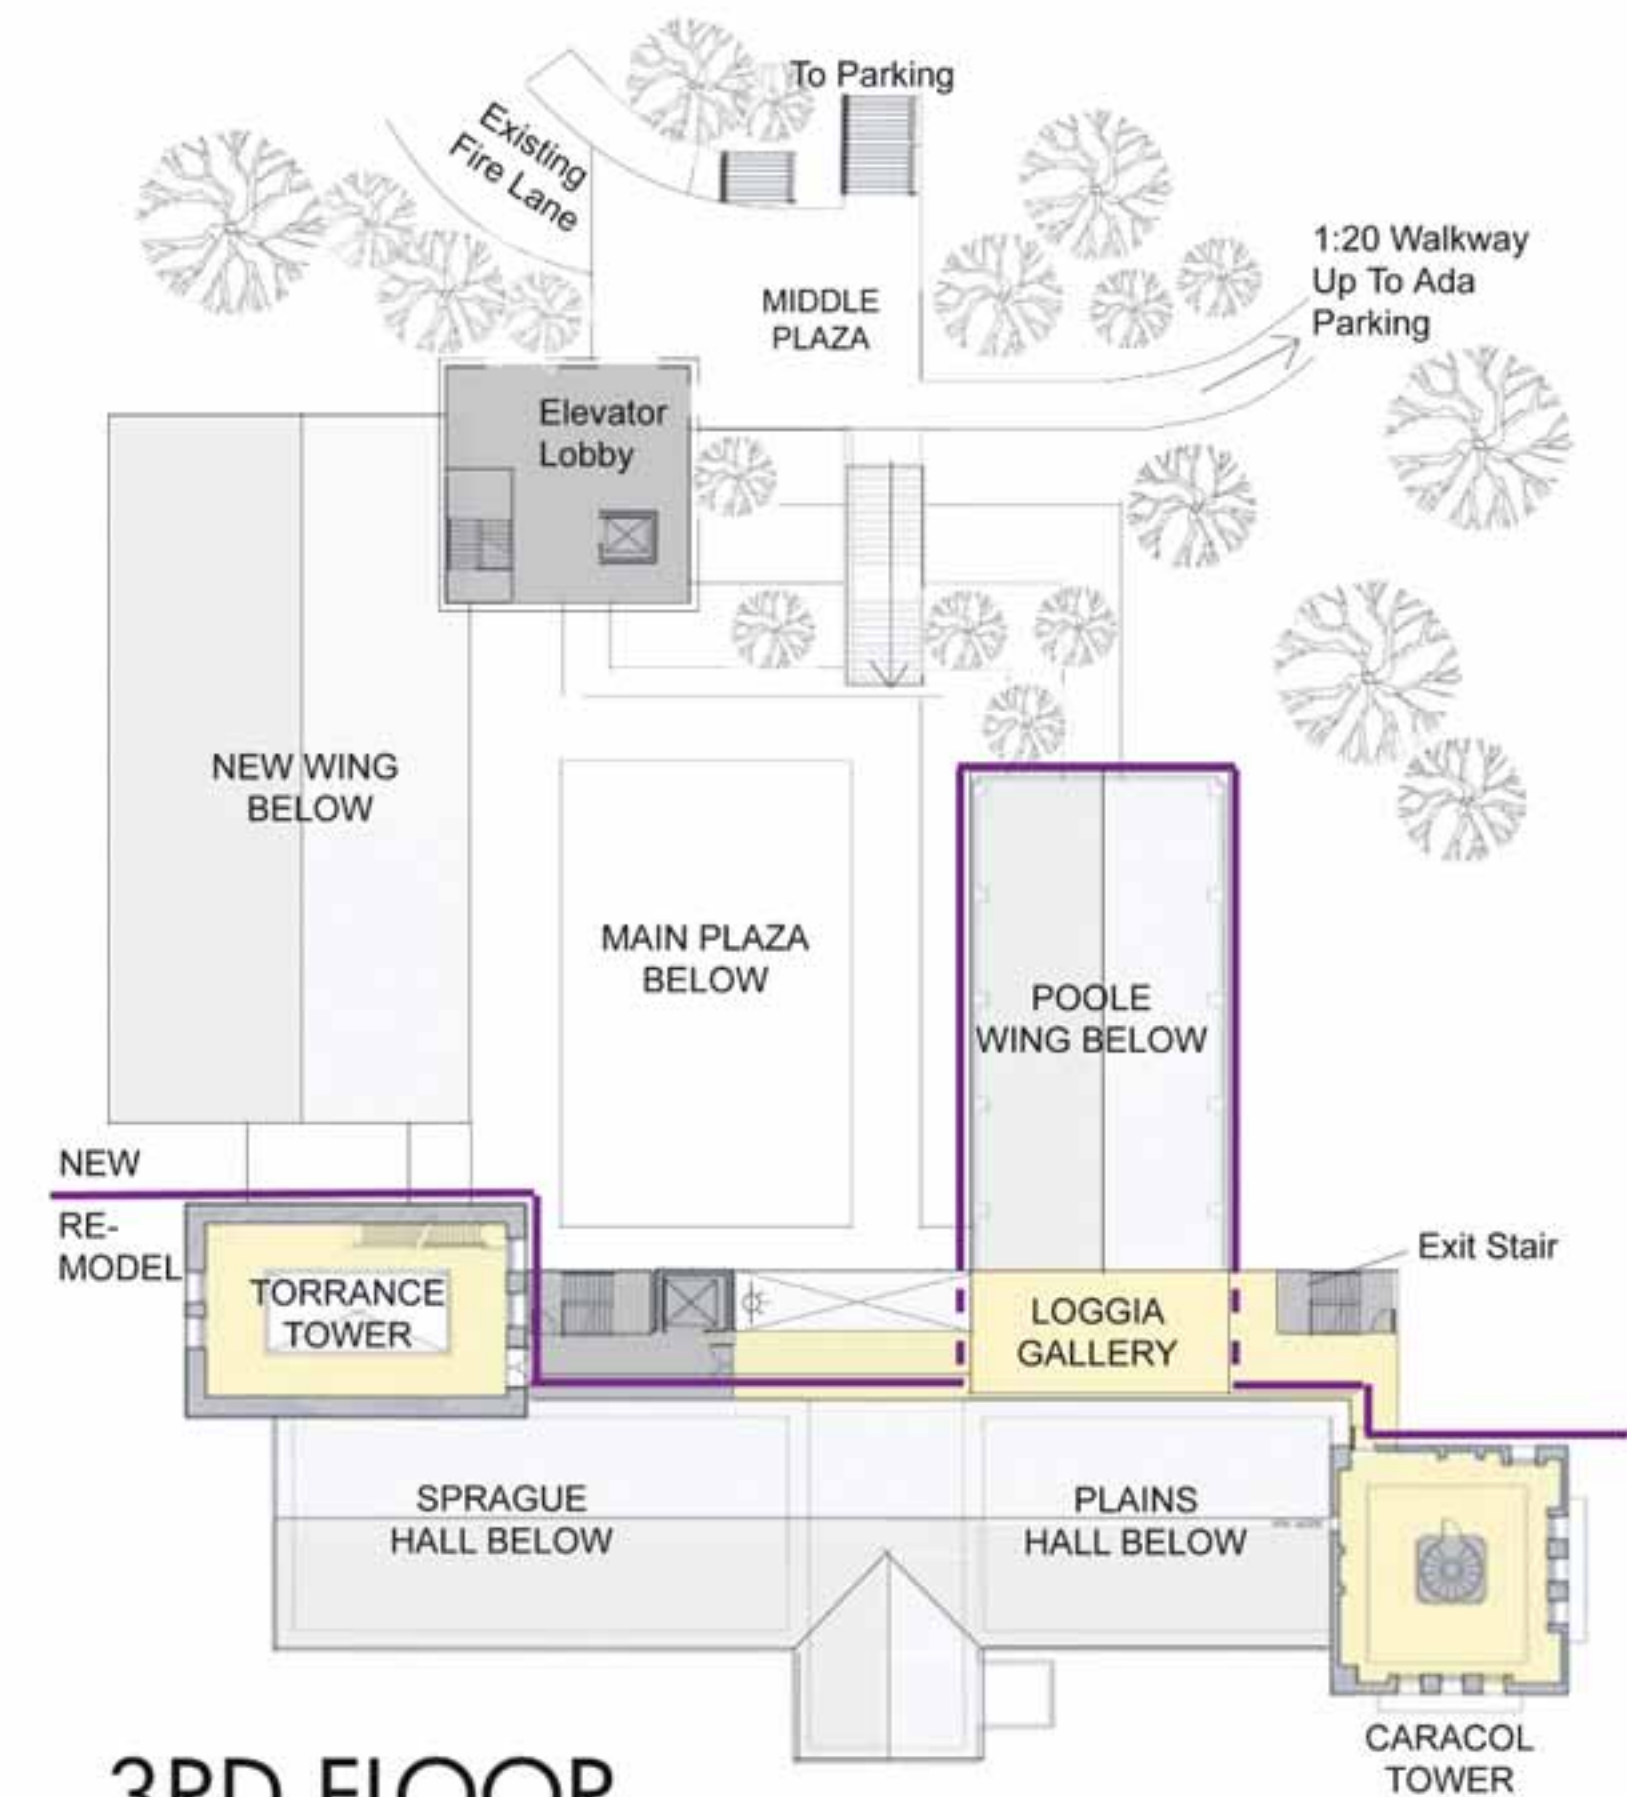 To Parking
Existing
Fire Lane
1:20 Walkway
Up To Ada
Parking
MIDDLE
PLAZA
Elevator
Lobby
NEW WING
BELOW
MAIN PLAZA
BELOW
POOLE
WING BELOW
NEW
RE-
MODEL
TORRANCE
TOWER
LOGGIA
GALLERY
Exit Stair
SPRAGUE
HALL BELOW
PLAINS
HALL BELOW
CARACOL
TOWER
3RD FLOOR